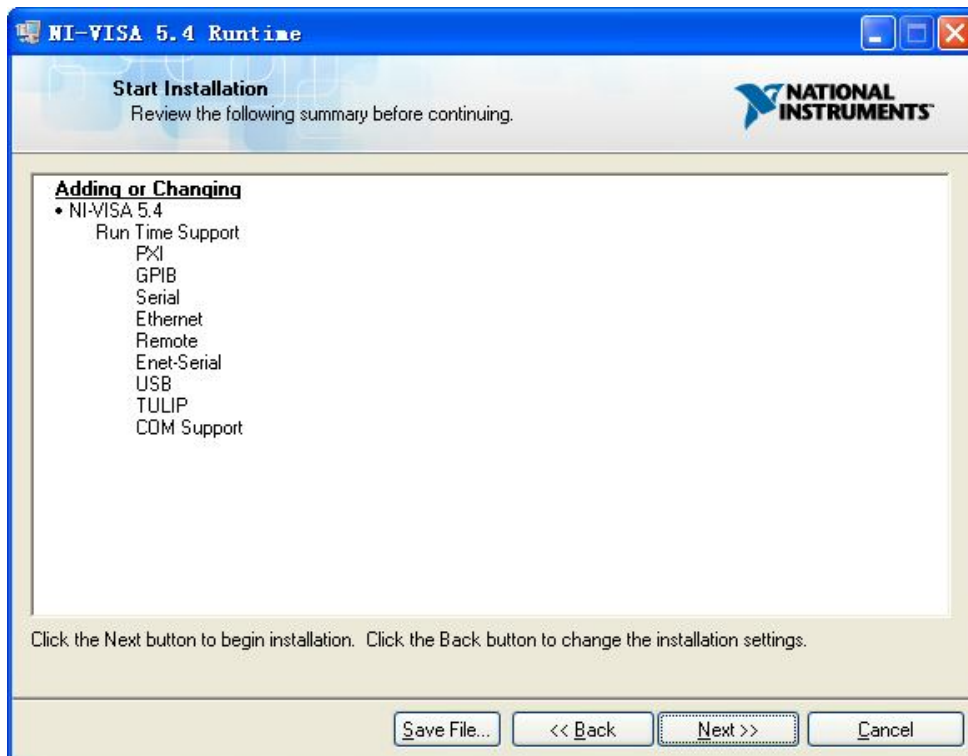 NI-VISA 5.4 Runtime
Start Installation
Review the following summary before continuing.
NATIONAL
INSTRUMENTS™
Adding or Changing
• NI-VISA 5.4
Run Time Support
PXI
GPIB
Serial
Ethernet
Remote
Enet-Serial
USB
TULIP
COM Support
Click the Next button to begin installation. Click the Back button to change the installation settings.
Save File... << Back Next >> Cancel